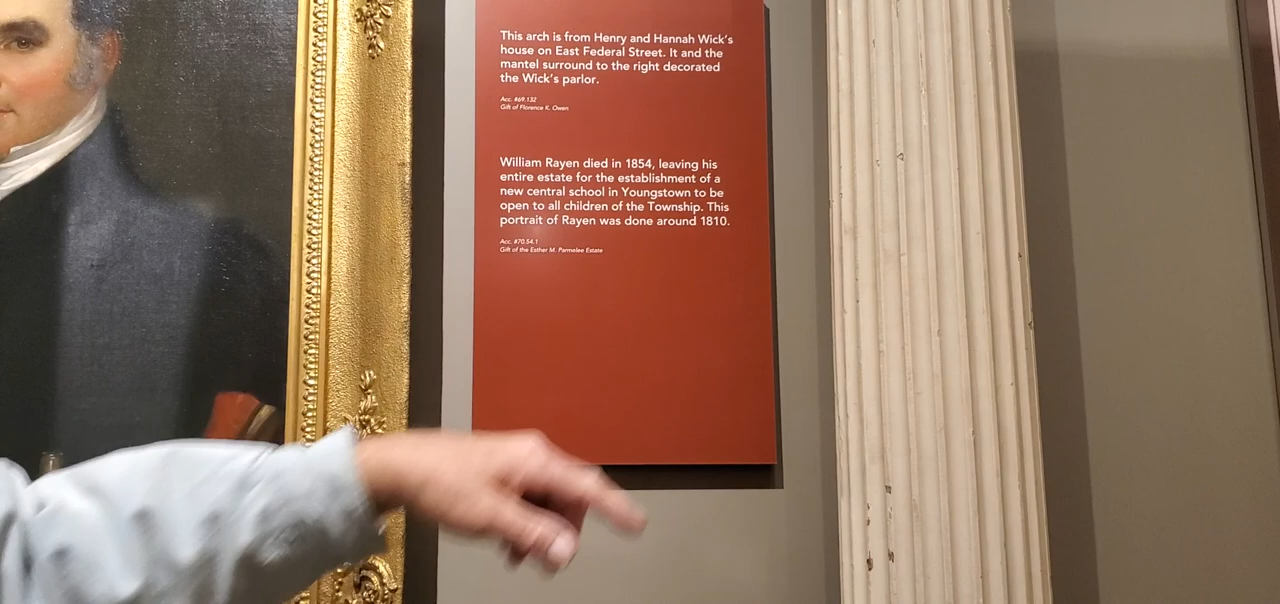 This arch is from Henry and Hannah Wick's
house on East Federal Street. It and the
mantel surround to the right decorated
the Wick's parlor.
Acc. #69.132
Gift of Florence K. Owen
William Rayen died in 1854, leaving his
entire estate for the establishment of a
new central school in Youngstown to be
open to all children of the Township. This
portrait of Rayen was done around 1810.
Acc. #70.54.1
Gift of the Esther M. Parmelee Estate